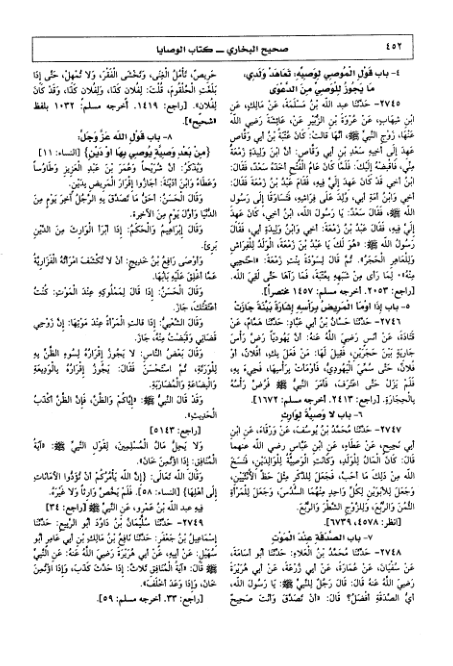 ٤٥٢
صحيح البخاري ــ كتاب الوصايا
٤- باب قَوْلِ الْمُوصِي لِوَصِيِّهِ: تَعَاهَدْ وَلَدِي،
مَا يَجُوزُ لِلْوَصِيِّ مِنَ الدَّعْوَى
٢٧٤٥- حَدَّثَنَا عَبْدُ اللهِ بْنُ مَسْلَمَةَ، عَنْ مَالِكٍ، عَنِ
ابْنِ شِهَابٍ، عَنْ عُرْوَةَ بْنِ الزُّبَيْرِ، عَنْ عَائِشَةَ رَضِيَ اللهُ
عَنْهَا، زَوْجِ النَّبِيِّ ﷺ، أَنَّهَا قَالَتْ: كَانَ عُتْبَةُ بْنُ أَبِي وَقَّاصٍ
عَهِدَ إِلَى أَخِيهِ سَعْدِ بْنِ أَبِي وَقَّاصٍ: أَنَّ ابْنَ وَلِيدَةِ زَمْعَةَ
مِنِّي، فَاقْبِضْهُ إِلَيْكَ، فَلَمَّا كَانَ عَامُ الْفَتْحِ أَخَذَهُ سَعْدٌ، فَقَالَ:
ابْنُ أَخِي قَدْ كَانَ عَهِدَ إِلَيَّ فِيهِ، فَقَامَ عَبْدُ بْنُ زَمْعَةَ فَقَالَ:
أَخِي وَابْنُ أَمَةِ أَبِي، وُلِدَ عَلَى فِرَاشِهِ، فَتَسَاوَقَا إِلَى رَسُولِ
اللهِ ﷺ، فَقَالَ سَعْدٌ: يَا رَسُولَ اللهِ، ابْنُ أَخِي، كَانَ عَهِدَ
إِلَيَّ فِيهِ، فَقَالَ عَبْدُ بْنُ زَمْعَةَ: أَخِي وَابْنُ وَلِيدَةِ أَبِي، فَقَالَ
رَسُولُ اللهِ ﷺ: «هُوَ لَكَ يَا عَبْدُ بْنَ زَمْعَةَ، الْوَلَدُ لِلْفِرَاشِ
وَلِلْعَاهِرِ الْحَجَرُ». ثُمَّ قَالَ لِسَوْدَةَ بِنْتِ زَمْعَةَ: «احْتَجِبِي
مِنْهُ» لِمَا رَأَى مِنْ شَبَهِهِ بِعُتْبَةَ، فَمَا رَآهَا حَتَّى لَقِيَ اللهَ.
[راجع: ٢٠٥٣، أخرجه مسلم: ١٤٥٧ مختصراً].
٥- باب إِذَا أَوْمَأَ الْمَرِيضُ بِرَأْسِهِ إِشَارَةً بَيِّنَةً جَازَتْ
٢٧٤٦- حَدَّثَنَا حَسَّانُ بْنُ أَبِي عَبَّادٍ: حَدَّثَنَا هَمَّامٌ، عَنْ
قَتَادَةَ، عَنْ أَنَسٍ رَضِيَ اللهُ عَنْهُ: أَنَّ يَهُودِيًّا رَضَّ رَأْسَ
جَارِيَةٍ بَيْنَ حَجَرَيْنِ، فَقِيلَ لَهَا: مَنْ فَعَلَ بِكِ، أَفُلَانٌ، أَوْ
فُلَانٌ، حَتَّى سُمِّيَ الْيَهُودِيُّ، فَأَوْمَأَتْ بِرَأْسِهَا، فَجِيءَ بِهِ،
فَلَمْ يَزَلْ حَتَّى اعْتَرَفَ، فَأَمَرَ النَّبِيُّ ﷺ فَرُضَّ رَأْسُهُ
بِالْحِجَارَةِ. [راجع: ٢٤١٣، أخرجه مسلم: ١٦٧٢].
٦- باب لَا وَصِيَّةَ لِوَارِثٍ
٢٧٤٧- حَدَّثَنَا مُحَمَّدُ بْنُ يُوسُفَ، عَنْ وَرْقَاءَ، عَنِ ابْنِ
أَبِي نَجِيحٍ، عَنْ عَطَاءٍ، عَنِ ابْنِ عَبَّاسٍ رَضِيَ اللهُ عَنْهُمَا
قَالَ: كَانَ الْمَالُ لِلْوَلَدِ، وَكَانَتِ الْوَصِيَّةُ لِلْوَالِدَيْنِ، فَنَسَخَ
اللهُ مِنْ ذَلِكَ مَا أَحَبَّ، فَجَعَلَ لِلذَّكَرِ مِثْلَ حَظِّ الْأُنْثَيَيْنِ،
وَجَعَلَ لِلْأَبَوَيْنِ لِكُلِّ وَاحِدٍ مِنْهُمَا السُّدُسَ، وَجَعَلَ لِلْمَرْأَةِ
الثُّمُنَ وَالرُّبُعَ، وَلِلزَّوْجِ الشَّطْرَ وَالرُّبُعَ.
[انظر: ٤٥٧٨، ٦٧٣٩].
٧- باب الصَّدَقَةِ عِنْدَ الْمَوْتِ
٢٧٤٨- حَدَّثَنَا مُحَمَّدُ بْنُ الْعَلَاءِ: حَدَّثَنَا أَبُو أُسَامَةَ،
عَنْ سُفْيَانَ، عَنْ عُمَارَةَ، عَنْ أَبِي زُرْعَةَ، عَنْ أَبِي هُرَيْرَةَ
رَضِيَ اللهُ عَنْهُ قَالَ: قَالَ رَجُلٌ لِلنَّبِيِّ ﷺ: يَا رَسُولَ اللهِ،
أَيُّ الصَّدَقَةِ أَفْضَلُ؟ قَالَ: «أَنْ تَصَدَّقَ وَأَنْتَ صَحِيحٌ
حَرِيصٌ، تَأْمُلُ الْغِنَى، وَتَخْشَى الْفَقْرَ، وَلَا تُمْهِلْ، حَتَّى إِذَا
بَلَغَتِ الْحُلْقُومَ، قُلْتَ: لِفُلَانٍ كَذَا، وَلِفُلَانٍ كَذَا، وَقَدْ كَانَ
لِفُلَانٍ». [راجع: ١٤١٩، أخرجه مسلم: ١٠٣٢ بلفظ
«شحيح»].
٨- باب قَوْلِ اللهِ عَزَّ وَجَلَّ:
﴿مِنْ بَعْدِ وَصِيَّةٍ يُوصِي بِهَا أَوْ دَيْنٍ﴾ [النساء: ١١]
وَيُذْكَرُ: أَنَّ شُرَيْحاً وَعُمَرَ بْنَ عَبْدِ الْعَزِيزِ وَطَاوُساً
وَعَطَاءً وَابْنَ أُذَيْنَةَ: أَجَازُوا إِقْرَارَ الْمَرِيضِ بِدَيْنٍ.
وَقَالَ الْحَسَنُ: أَحَقُّ مَا تَصَدَّقَ بِهِ الرَّجُلُ آخِرَ يَوْمٍ مِنَ
الدُّنْيَا وَأَوَّلَ يَوْمٍ مِنَ الْآخِرَةِ.
وَقَالَ إِبْرَاهِيمُ وَالْحَكَمُ: إِذَا أَبْرَأَ الْوَارِثَ مِنَ الدَّيْنِ
بَرِئَ.
وَأَوْصَى رَافِعُ بْنُ خَدِيجٍ: أَنْ لَا تُكْشَفَ امْرَأَتُهُ الْفَزَارِيَّةُ
عَمَّا أُغْلِقَ عَلَيْهِ بَابُهَا.
وَقَالَ الْحَسَنُ: إِذَا قَالَ لِمَمْلُوكِهِ عِنْدَ الْمَوْتِ: كُنْتُ
أَعْتَقْتُكَ، جَازَ.
وَقَالَ الشَّعْبِيُّ: إِذَا قَالَتِ الْمَرْأَةُ عِنْدَ مَوْتِهَا: إِنَّ زَوْجِي
قَضَانِي وَقَبَضْتُ مِنْهُ، جَازَ.
وَقَالَ بَعْضُ النَّاسِ: لَا يَجُوزُ إِقْرَارُهُ لِسُوءِ الظَّنِّ بِهِ
لِلْوَرَثَةِ، ثُمَّ اسْتَحْسَنَ فَقَالَ: يَجُوزُ إِقْرَارُهُ بِالْوَدِيعَةِ
وَالْبِضَاعَةِ وَالْمُضَارَبَةِ.
وَقَدْ قَالَ النَّبِيُّ ﷺ: «إِيَّاكُمْ وَالظَّنَّ، فَإِنَّ الظَّنَّ أَكْذَبُ
الْحَدِيثِ».
[راجع: ٥١٤٣]
وَلَا يَحِلُّ مَالُ الْمُسْلِمِينَ، لِقَوْلِ النَّبِيِّ ﷺ: «آيَةُ
الْمُنَافِقِ: إِذَا اؤْتُمِنَ خَانَ».
وَقَالَ اللهُ تَعَالَى: ﴿إِنَّ اللهَ يَأْمُرُكُمْ أَنْ تُؤَدُّوا الْأَمَانَاتِ
إِلَى أَهْلِهَا﴾ [النساء: ٥٨]. فَلَمْ يَخُصَّ وَارِثاً وَلَا غَيْرَهُ.
فِيهِ عَبْدُ اللهِ بْنُ عَمْرٍو، عَنِ النَّبِيِّ ﷺ. [راجع: ٣٤]
٢٧٤٩- حَدَّثَنَا سُلَيْمَانُ بْنُ دَاوُدَ أَبُو الرَّبِيعِ: حَدَّثَنَا
إِسْمَاعِيلُ بْنُ جَعْفَرٍ: حَدَّثَنَا نَافِعُ بْنُ مَالِكِ بْنِ أَبِي عَامِرٍ أَبُو
سُهَيْلٍ، عَنْ أَبِيهِ، عَنْ أَبِي هُرَيْرَةَ رَضِيَ اللهُ عَنْهُ، عَنِ النَّبِيِّ
ﷺ قَالَ: «آيَةُ الْمُنَافِقِ ثَلَاثٌ: إِذَا حَدَّثَ كَذَبَ، وَإِذَا اؤْتُمِنَ
خَانَ، وَإِذَا وَعَدَ أَخْلَفَ».
[راجع: ٣٣، أخرجه مسلم: ٥٩].